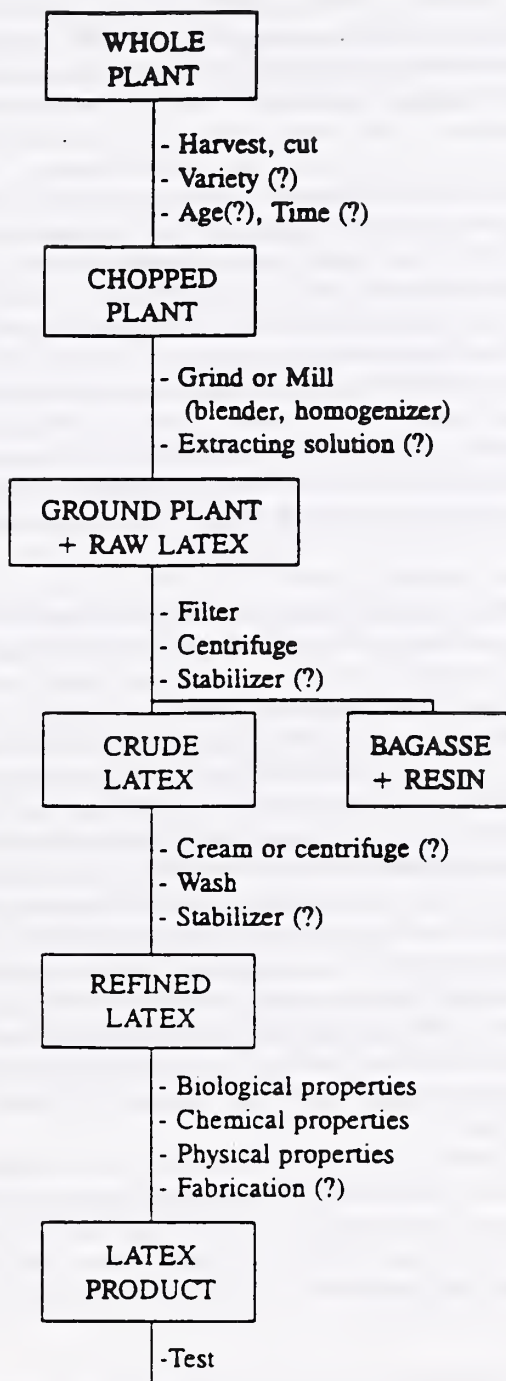 WHOLE
PLANT
- Harvest, cut
- Variety (?)
- Age(?), Time (?)
CHOPPED
PLANT
- Grind or Mill
(blender, homogenizer)
- Extracting solution (?)
GROUND PLANT
+ RAW LATEX
- Filter
- Centrifuge
- Stabilizer (?)
CRUDE
LATEX
BAGASSE
+ RESIN
- Cream or centrifuge (?)
- Wash
- Stabilizer (?)
REFINED
LATEX
- Biological properties
- Chemical properties
- Physical properties
- Fabrication (?)
LATEX
PRODUCT
-Test